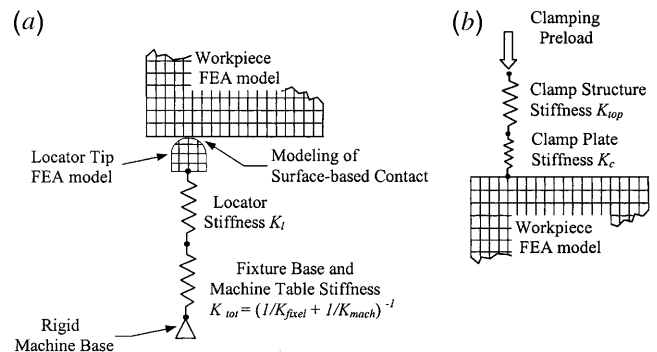 (a)
Workpiece
FEA model
Locator Tip
FEA model
Modeling of
Surface-based Contact
Locator
Stiffness K_l
Fixture Base and
Machine Table Stiffness
K_tot = (1/K_fixel + 1/K_mach)^-1
Rigid
Machine Base
(b)
Clamping
Preload
Clamp Structure
Stiffness K_top
Clamp Plate
Stiffness K_c
Workpiece
FEA model